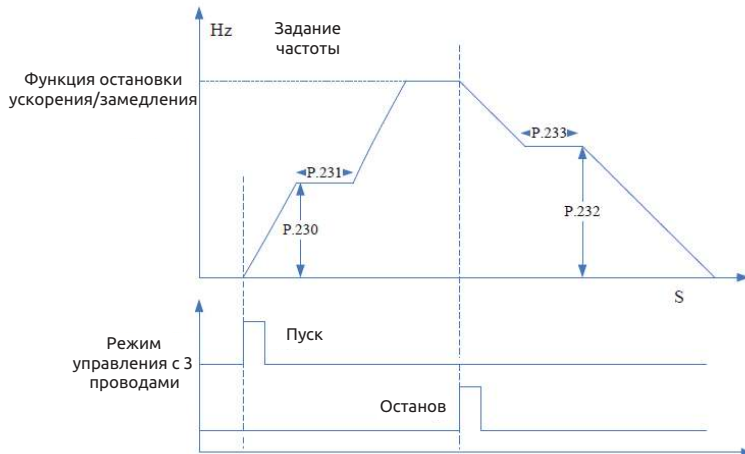 Hz
Задание
частоты
Функция остановки
ускорения/замедления
P.231
P.230
P.233
P.232
S
Режим
управления с 3
проводами
Пуск
Останов